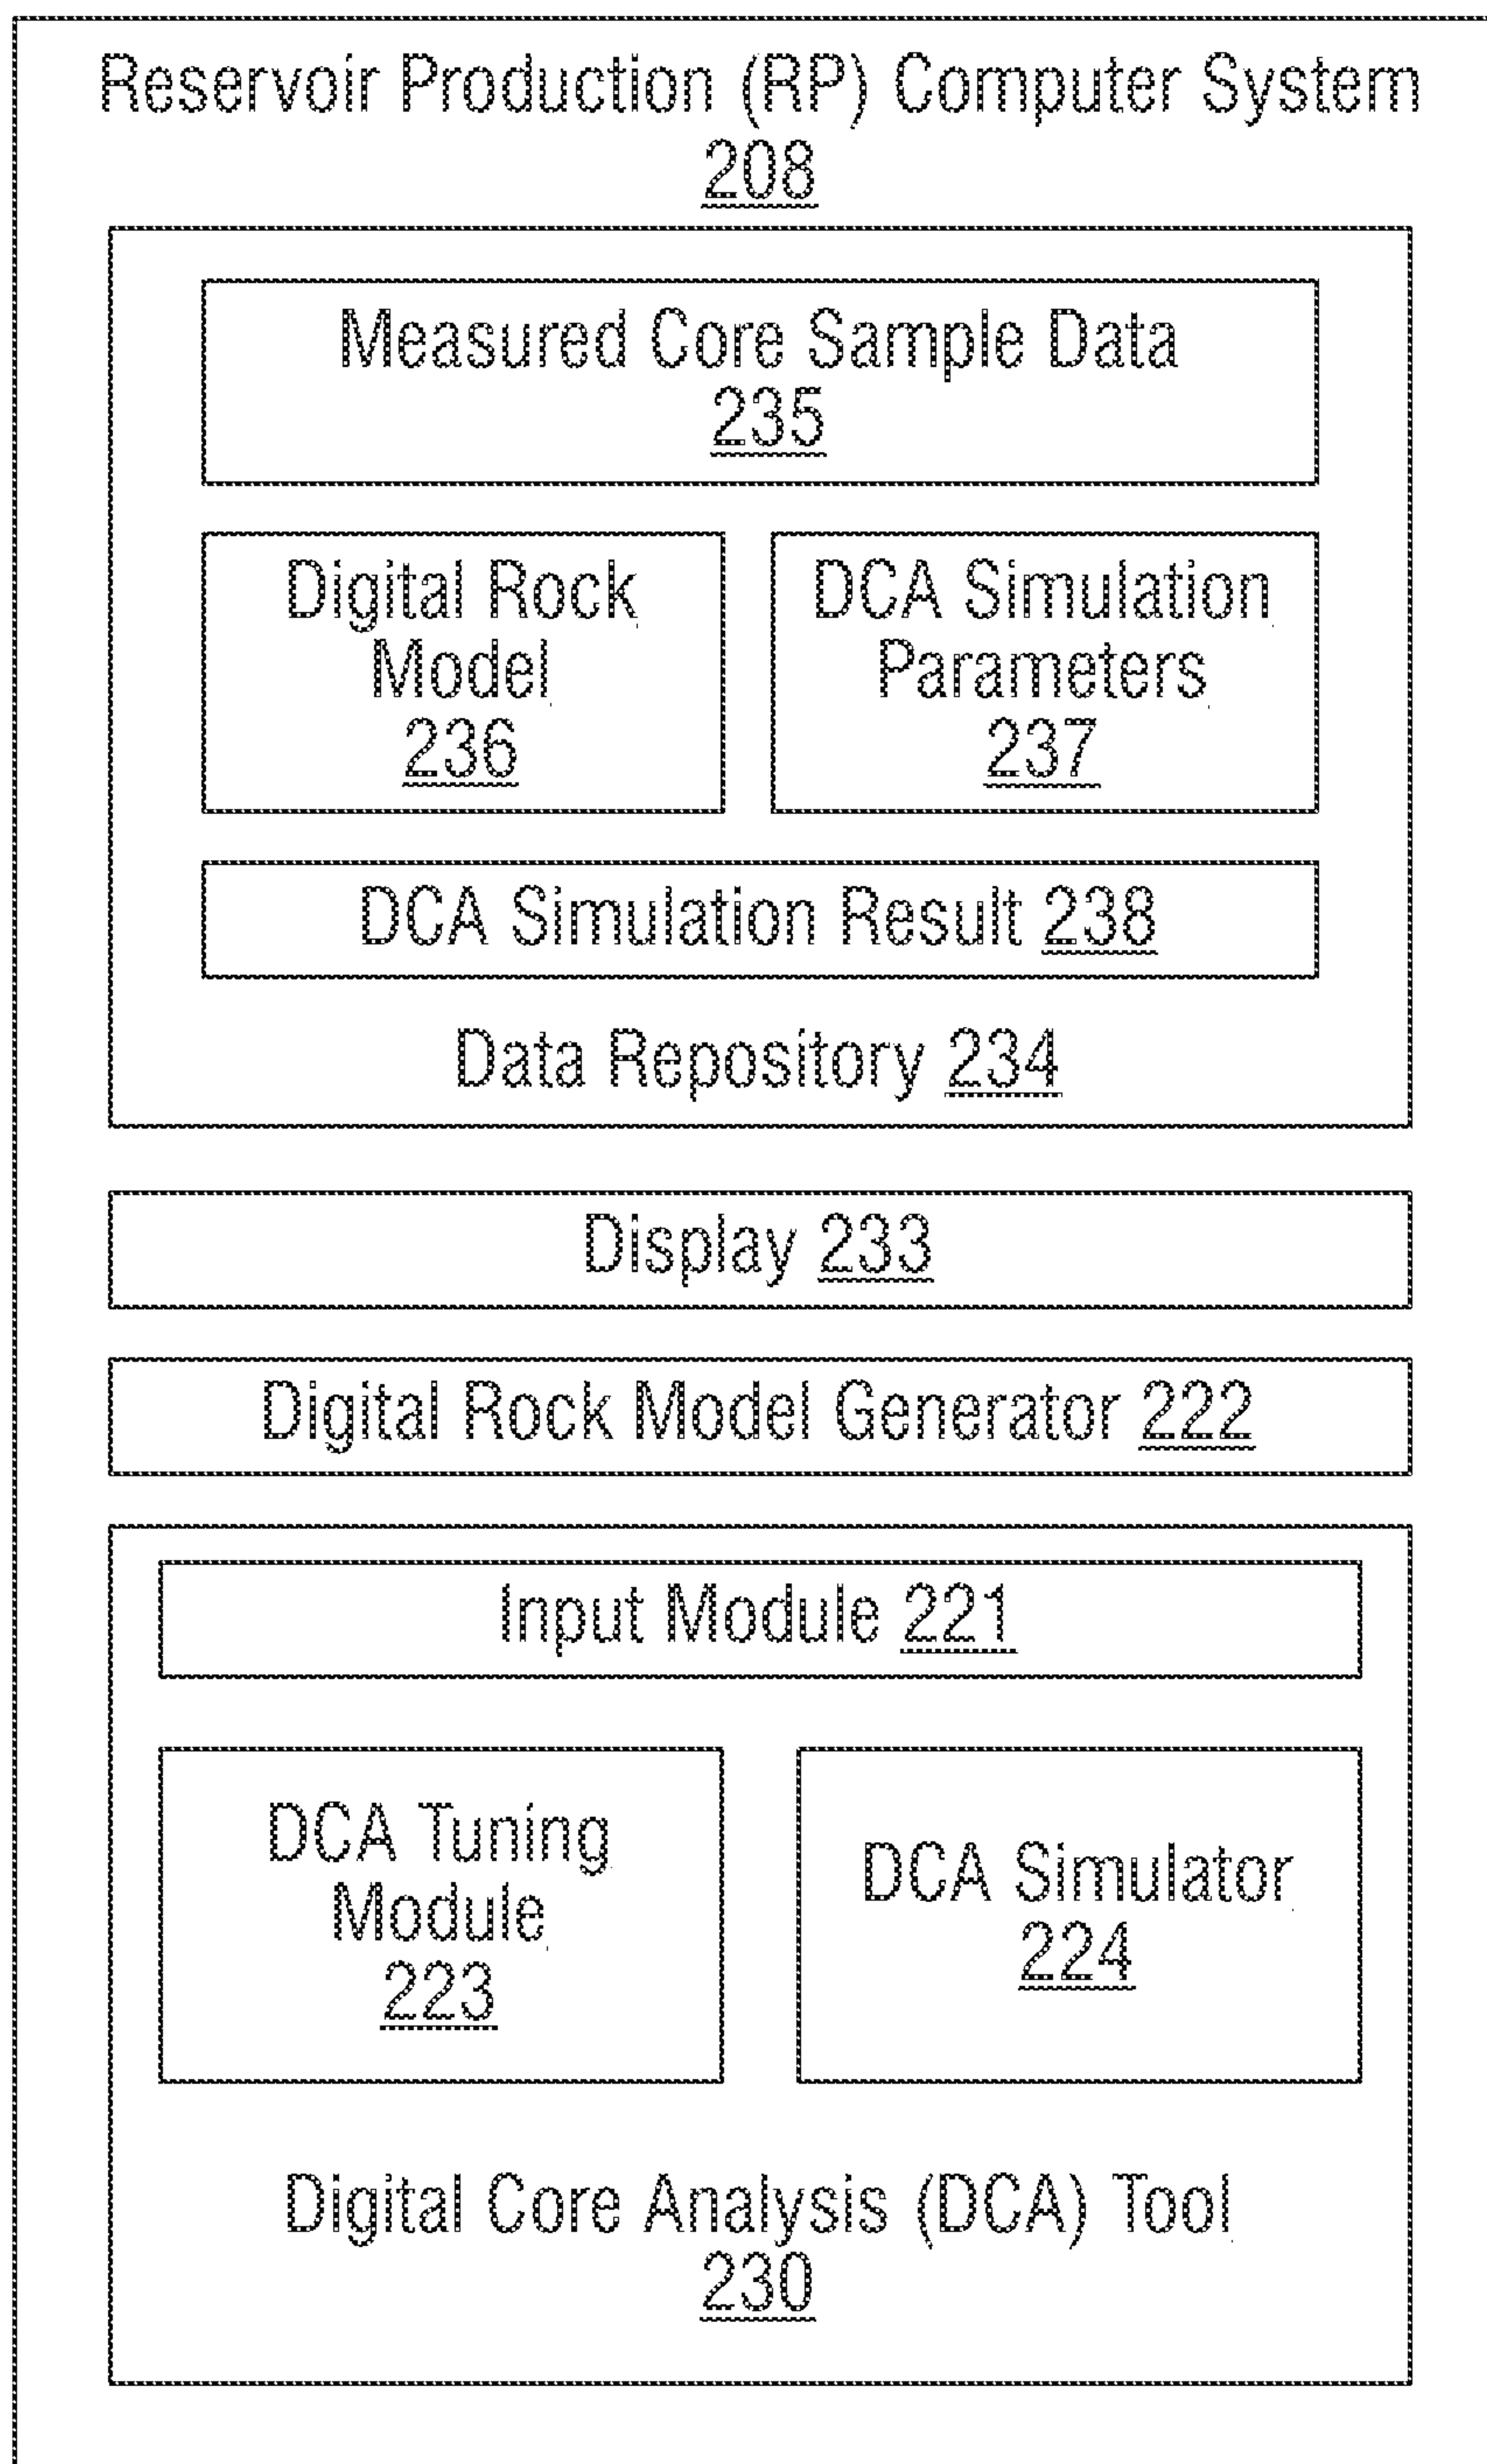 Reservoir Production (RP) Computer System
208
Measured Core Sample Data
235
Digital Rock
Model
236
DCA Simulation
Parameters
237
DCA Simulation Result 238
Data Repository 234
Display 233
Digital Rock Model Generator 222
Input Module 221
DCA Tuning
Module
223
DCA Simulator
224
Digital Core Analysis (DCA) Tool
230